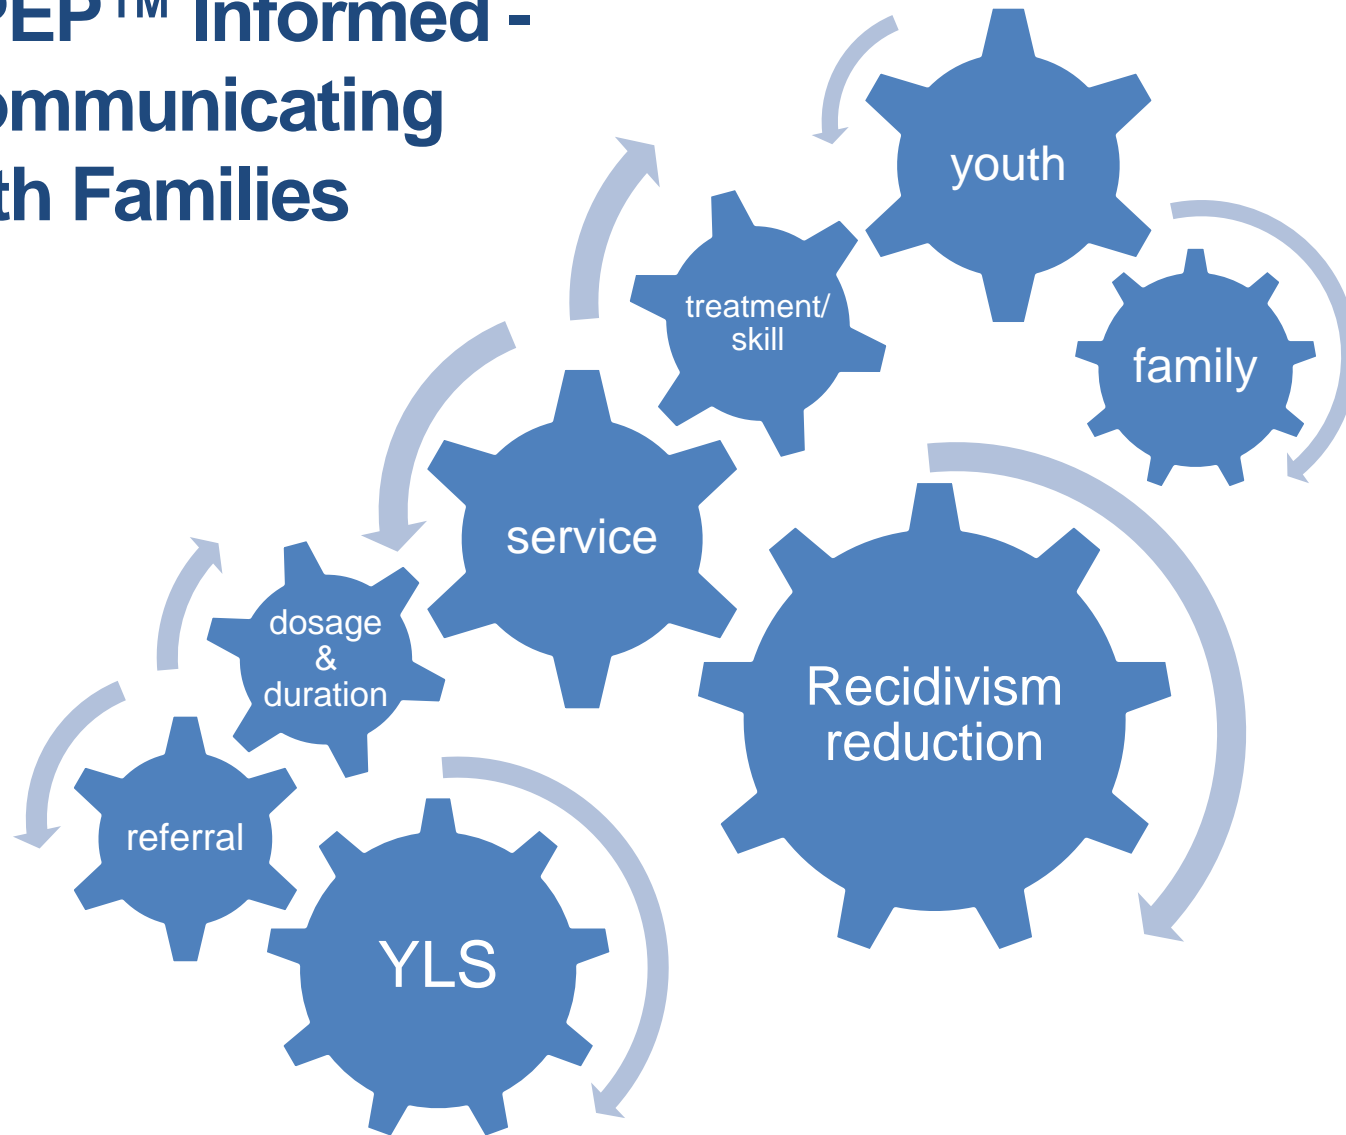 PEP™ Informed -
ommunicating
th Families
youth
treatment/
skill
family
service
dosage
&
duration
Recidivism
reduction
referral
YLS